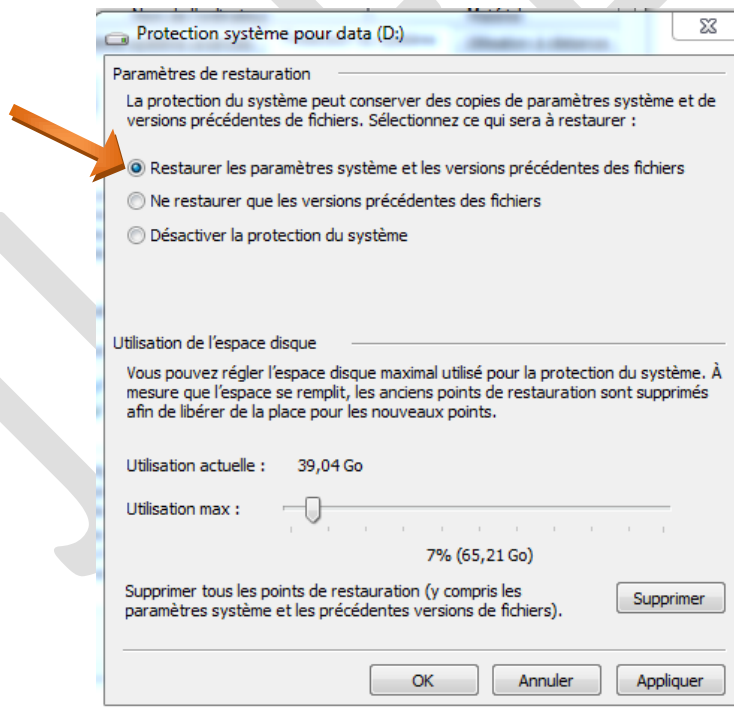 Protection système pour data (D:)
Paramètres de restauration
La protection du système peut conserver des copies de paramètres système et de
versions précédentes de fichiers. Sélectionnez ce qui sera à restaurer :
Restaurer les paramètres système et les versions précédentes des fichiers
Ne restaurer que les versions précédentes des fichiers
Désactiver la protection du système
Utilisation de l'espace disque
Vous pouvez régler l'espace disque maximal utilisé pour la protection du système. À
mesure que l'espace se remplit, les anciens points de restauration sont supprimés
afin de libérer de la place pour les nouveaux points.
Utilisation actuelle : 39,04 Go
Utilisation max :
7% (65,21 Go)
Supprimer tous les points de restauration (y compris les
paramètres système et les précédentes versions de fichiers).
Supprimer
OK Annuler Appliquer